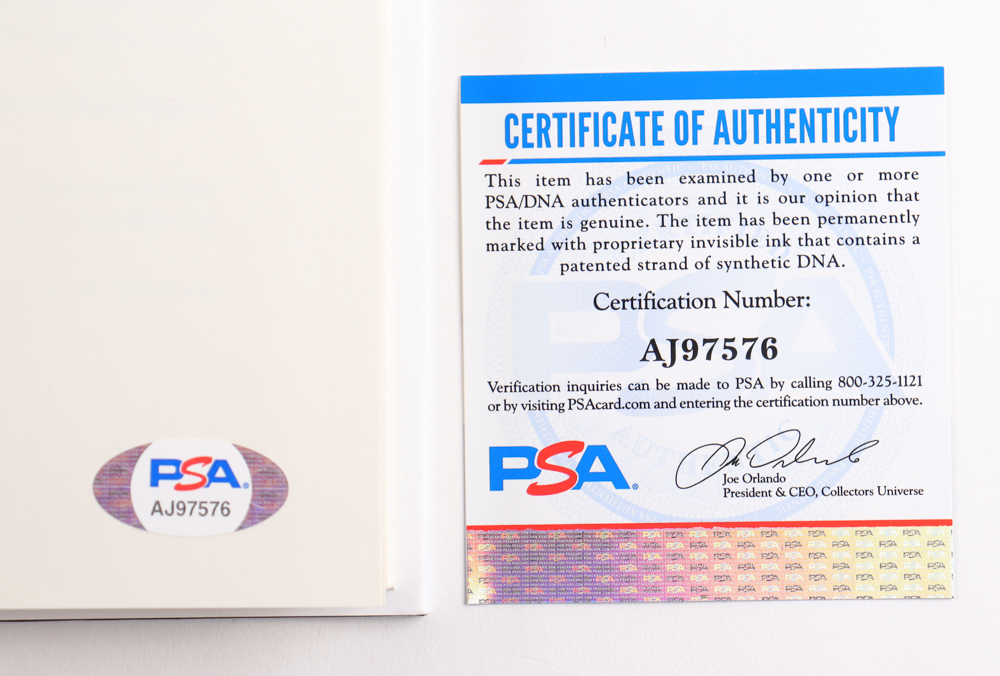 PSA
AJ97576
CERTIFICATE OF AUTHENTICITY
This item has been examined by one or more
PSA/DNA authenticators and it is our opinion that
the item is genuine. The item has been permanently
marked with proprietary invisible ink that contains a
patented strand of synthetic DNA.
Certification Number:
AJ97576
Verification inquiries can be made to PSA by calling 800-325-1121
or by visiting PSAcard.com and entering the certification number above.
PSA
Joe Orlando
President & CEO, Collectors Universe